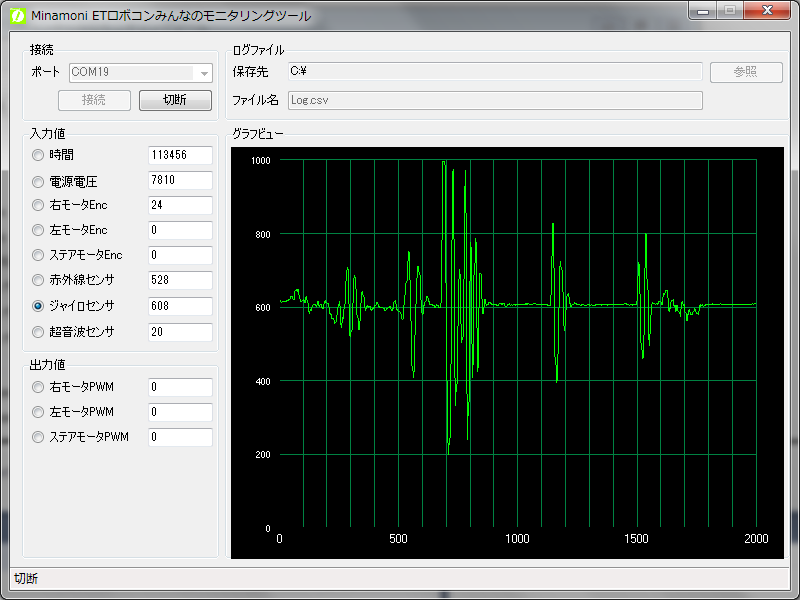 Minamoni ETロボコンみんなのモニタリングツール
接続
ポート COM19
接続 切断
ログファイル
保存先 C:¥ 参照
ファイル名 Log.csv
入力値
時間 113456
電源電圧 7810
右モータEnc 24
左モータEnc 0
ステアモータEnc 0
赤外線センサ 528
ジャイロセンサ 608
超音波センサ 20
出力値
右モータPWM 0
左モータPWM 0
ステアモータPWM 0
グラフビュー
1000
800
600
400
200
0
0 500 1000 1500 2000
切断